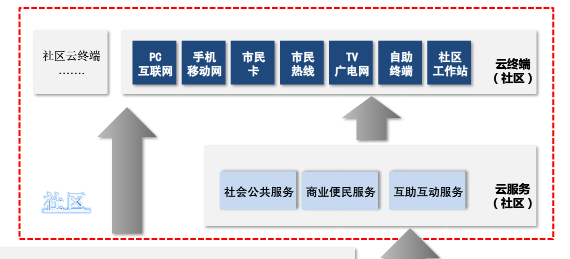 社区云终端
.......
PC
互联网
手机
移动网
市民
卡
市民
热线
TV
广电网
自助
终端
社区
工作站
云终端
（社区）
社区
社会公共服务
商业便民服务
互助互动服务
云服务
（社区）